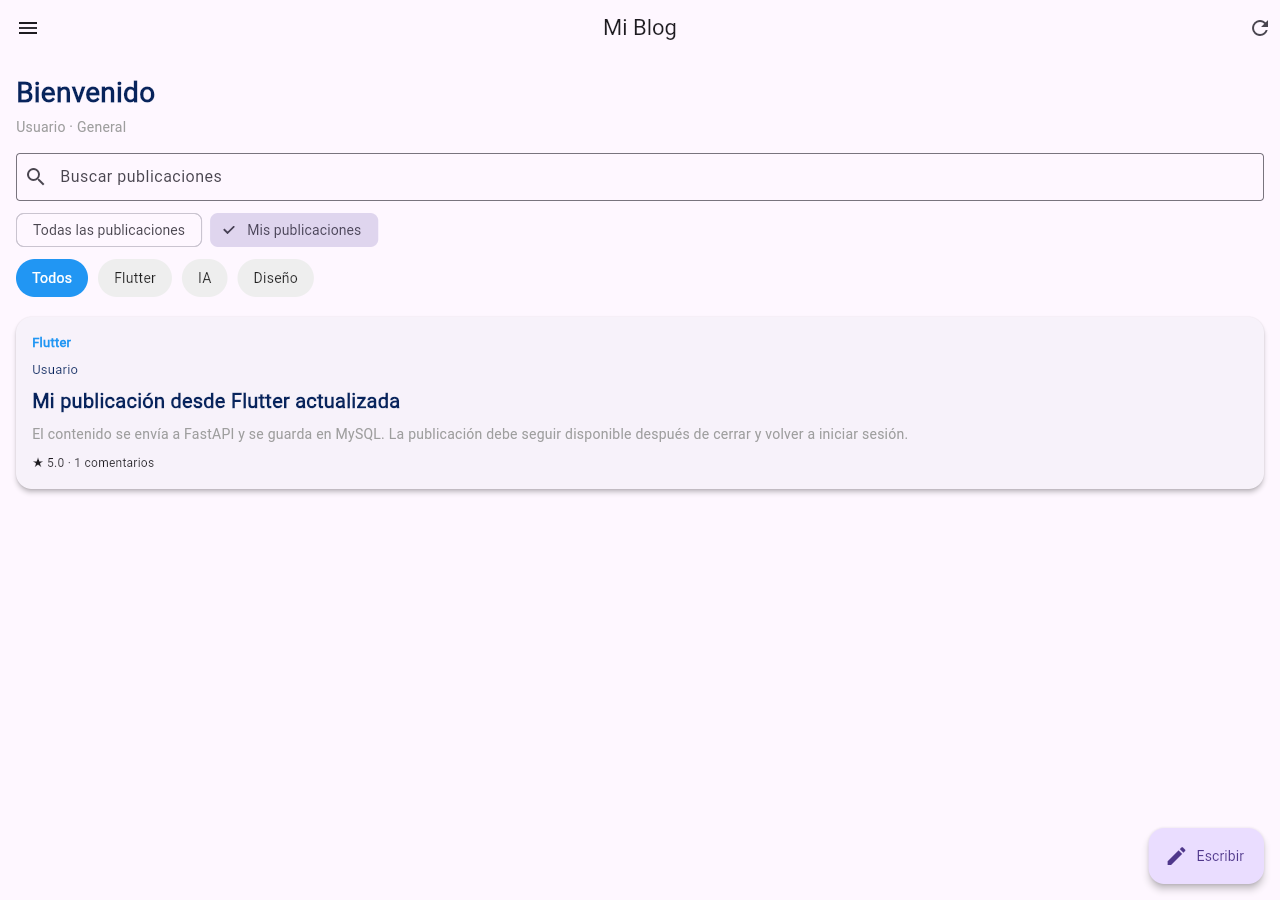 Mi Blog
Bienvenido
Usuario · General
Buscar publicaciones
Todas las publicaciones
Mis publicaciones
Todos
Flutter
IA
Diseño
Flutter
Usuario
Mi publicación desde Flutter actualizada
El contenido se envía a FastAPI y se guarda en MySQL. La publicación debe seguir disponible después de cerrar y volver a iniciar sesión.
★ 5.0 · 1 comentarios
Escribir